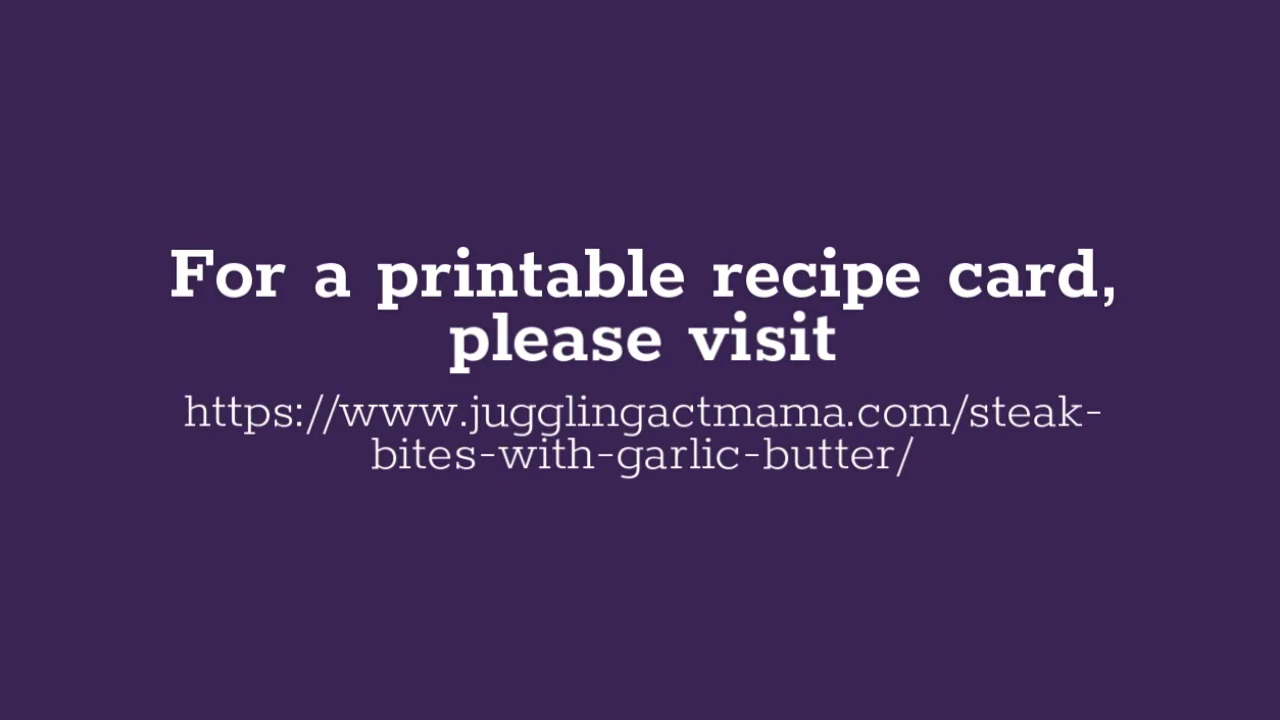 For a printable recipe card,
please visit
https://www.jugglingactmama.com/steak-
bites-with-garlic-butter/